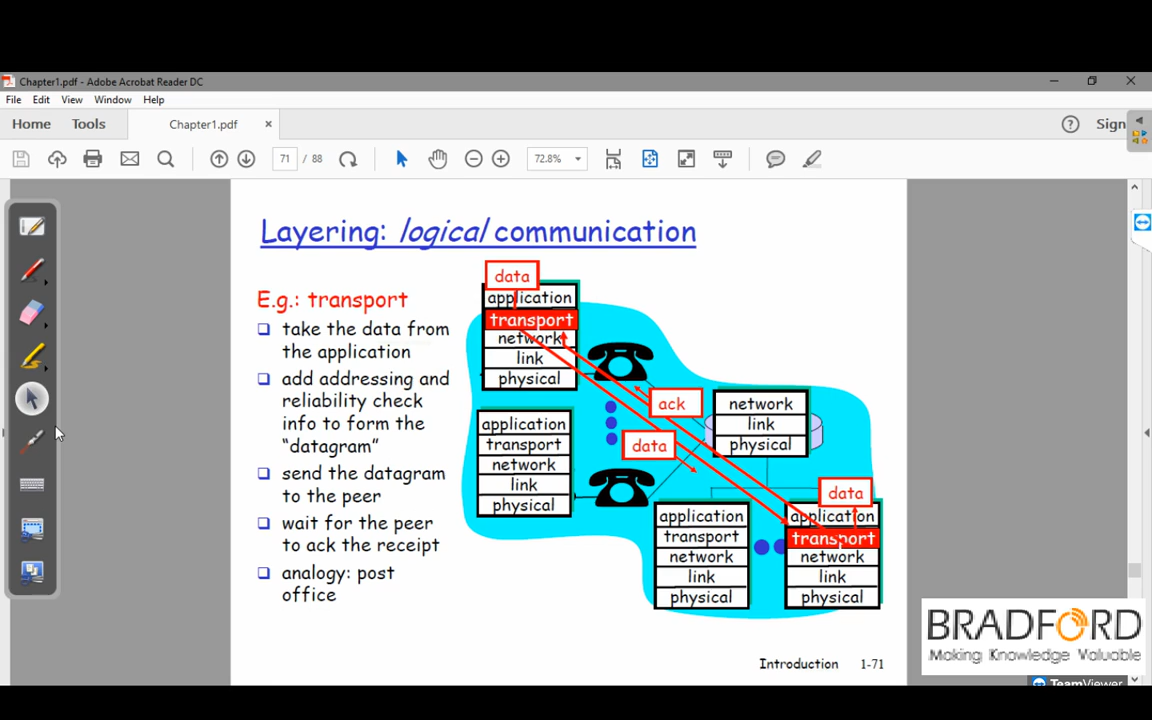 Chapter1.pdf - Adobe Acrobat Reader DC
File Edit View Window Help
Home Tools Chapter1.pdf × Sign
71 / 88 72.8%
Layering: logical communication
E.g.: transport
take the data from
the application
add addressing and
reliability check
info to form the
“datagram”
send the datagram
to the peer
wait for the peer
to ack the receipt
analogy: post
office
data
application
transport
network
link
physical
application
transport
network
link
physical
ack
data
network
link
physical
application
transport
network
link
physical
data
application
transport
network
link
physical
Introduction 1-71
BRADFORD
Making Knowledge Valuable
TeamViewer